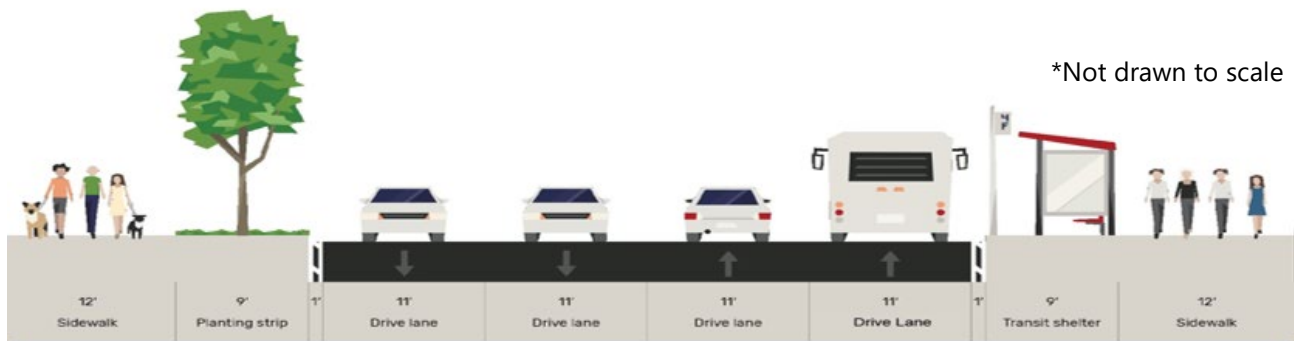 *Not drawn to scale
12' 9' 1' 11' 11' 11' 11' 1' 9' 12'
Sidewalk Planting strip Drive lane Drive lane Drive lane Drive Lane Transit shelter Sidewalk